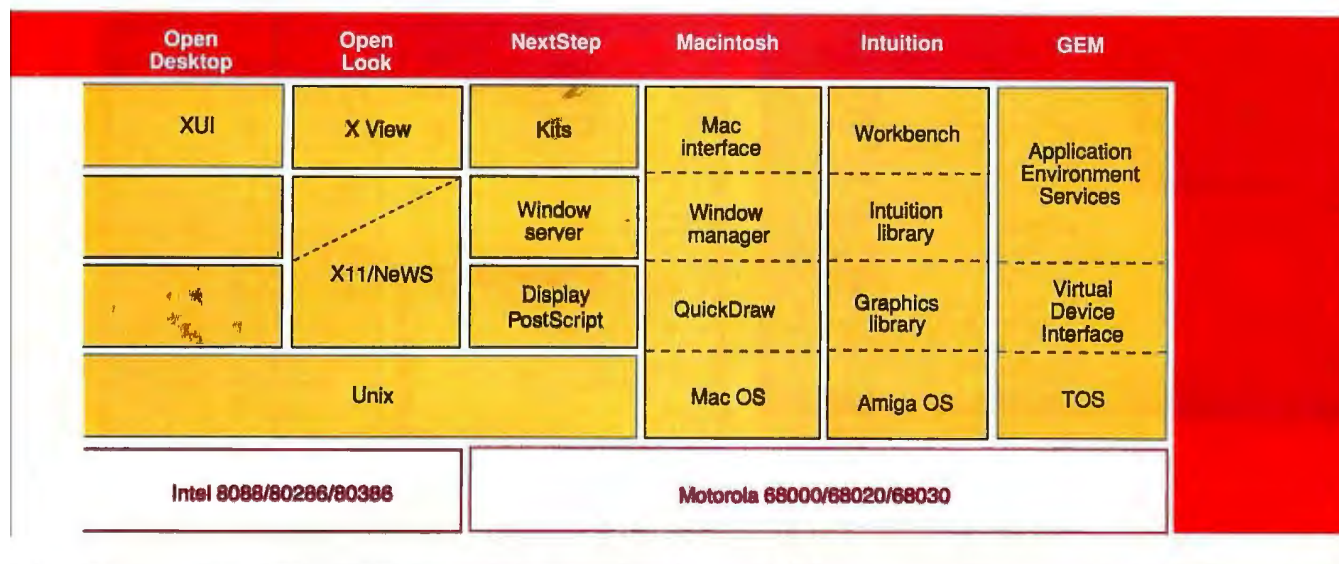 Open
Desktop
Open
Look
NextStep
Macintosh
Intuition
GEM
XUI
X View
Kits
Mac
interface
Workbench
Application
Environment
Services
Window
server
Window
manager
Intuition
library
X11/NeWS
Display
PostScript
QuickDraw
Graphics
library
Virtual
Device
Interface
Unix
Mac OS
Amiga OS
TOS
Intel 8088/80286/80386
Motorola 68000/68020/68030